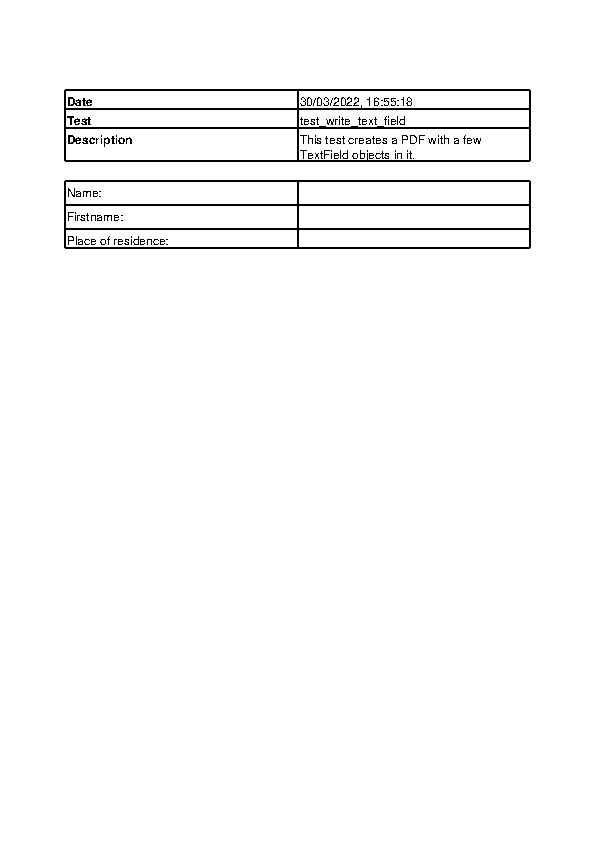 Date 30/03/2022, 16:55:18
Test test_write_text_field
Description This test creates a PDF with a few
TextField objects in it.
Name:
Firstname:
Place of residence: